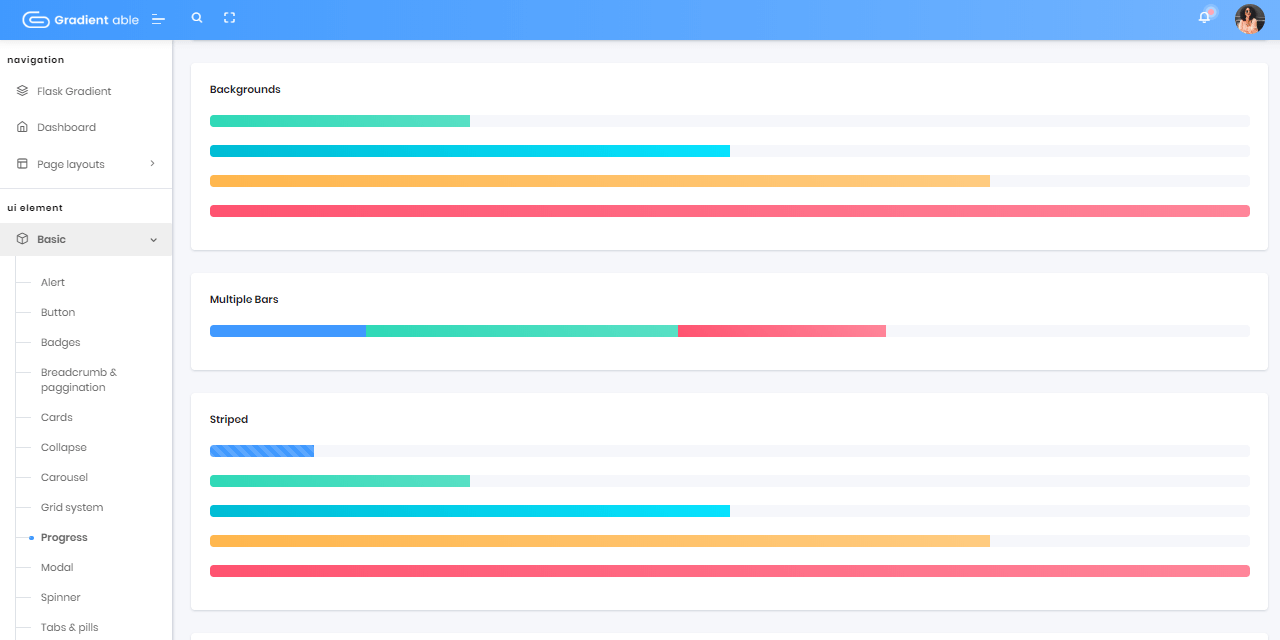 Gradient able
navigation
Flask Gradient
Dashboard
Page layouts
ui element
Basic
Alert
Button
Badges
Breadcrumb &
paggination
Cards
Collapse
Carousel
Grid system
Progress
Modal
Spinner
Tabs & pills
Backgrounds
Multiple Bars
Striped